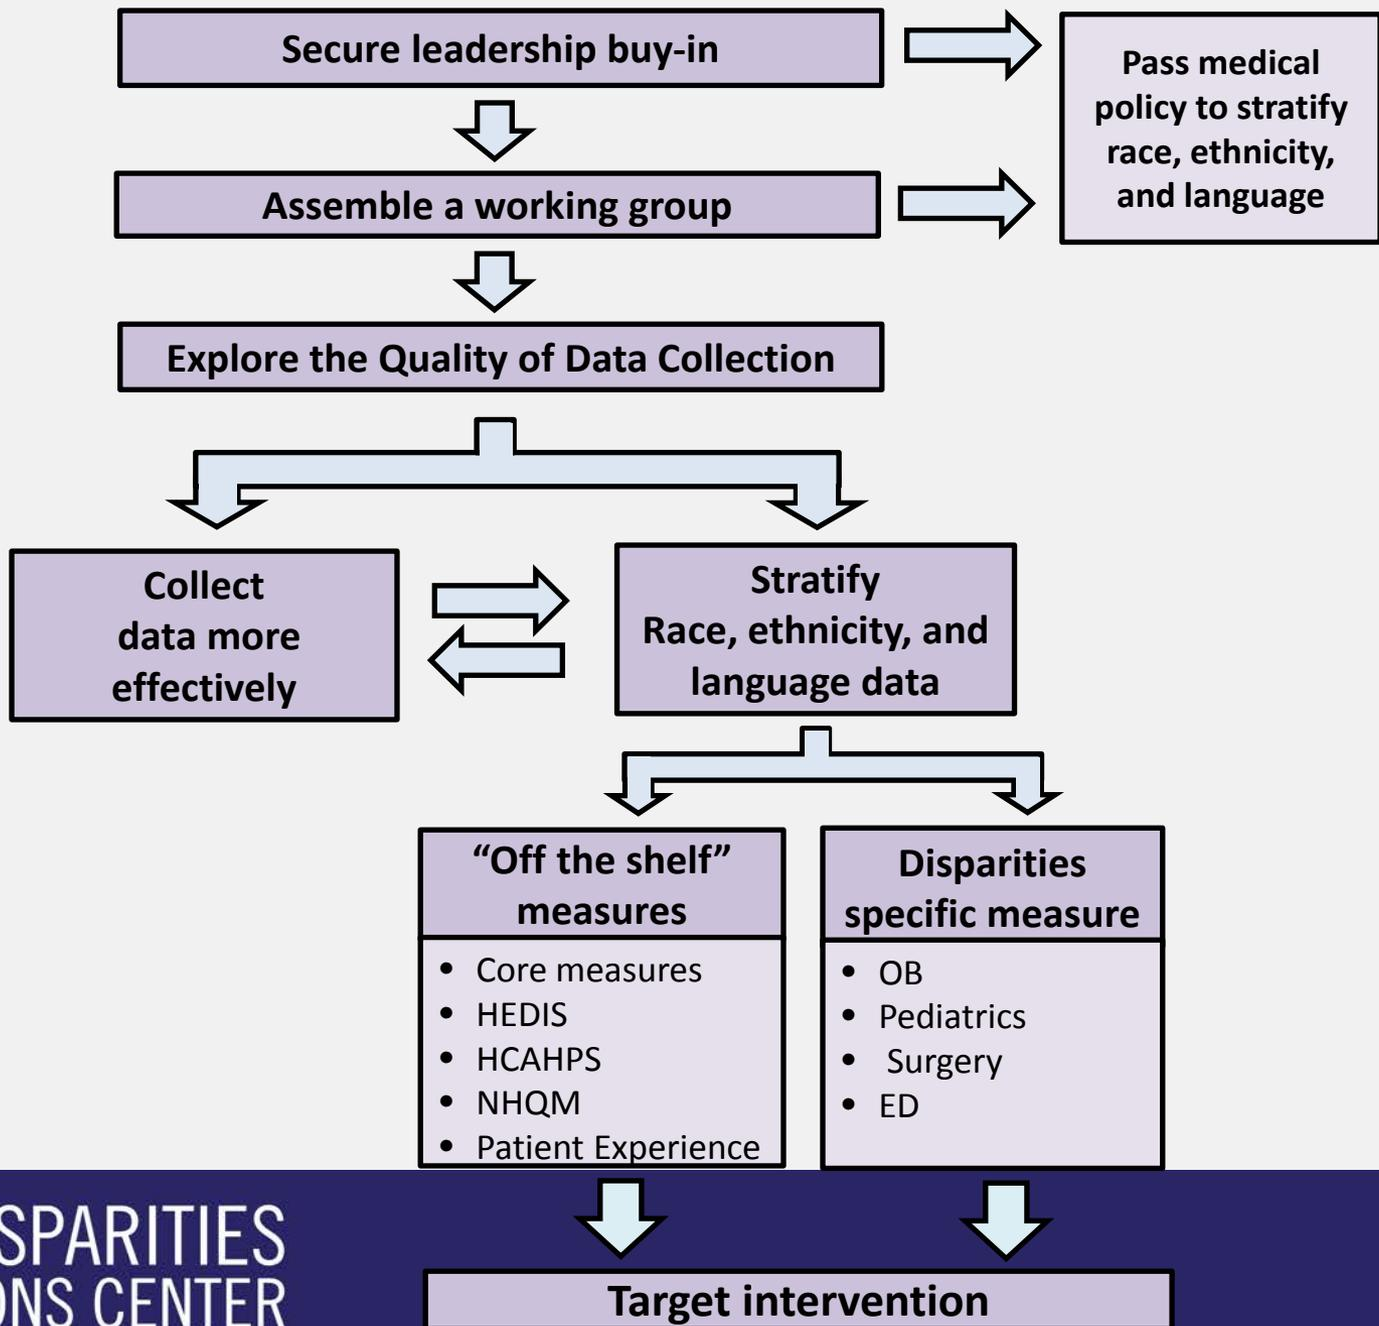 Secure leadership buy-in
Pass medical
policy to stratify
race, ethnicity,
and language
Assemble a working group
Explore the Quality of Data Collection
Collect
data more
effectively
Stratify
Race, ethnicity, and
language data
“Off the shelf”
measures
• Core measures
• HEDIS
• HCAHPS
• NHQM
• Patient Experience
Disparities
specific measure
• OB
• Pediatrics
• Surgery
• ED
SPARITIES
ONS CENTER
Target intervention